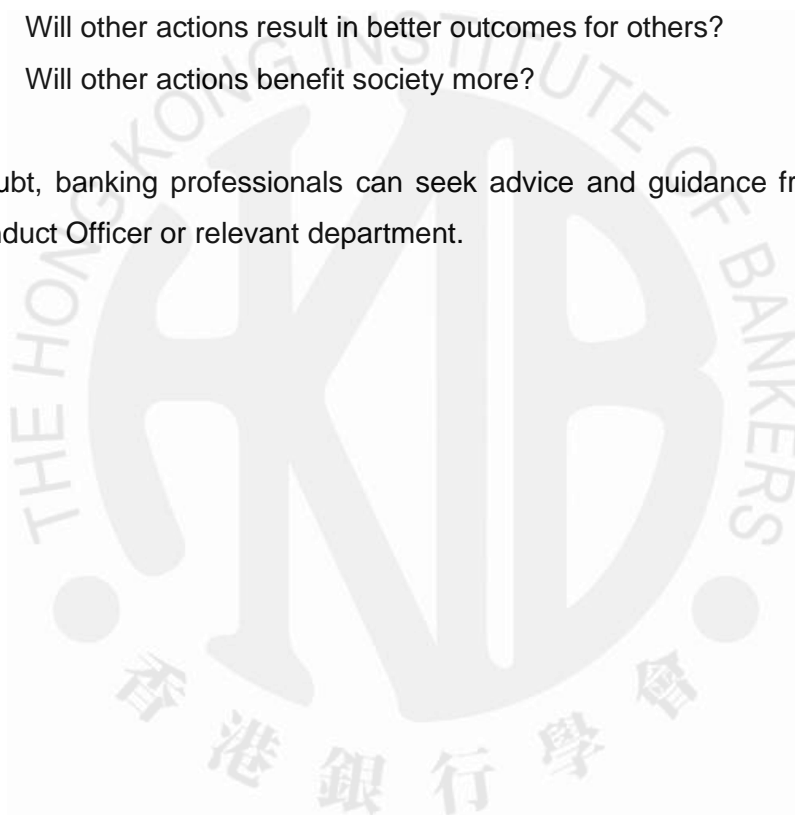 Will other actions result in better outcomes for others?
Will other actions benefit society more?
ubt, banking professionals can seek advice and guidance fr
nduct Officer or relevant department.
THE HONG KONG INSTITUTE OF BANKERS
HKIB
香港銀行學會